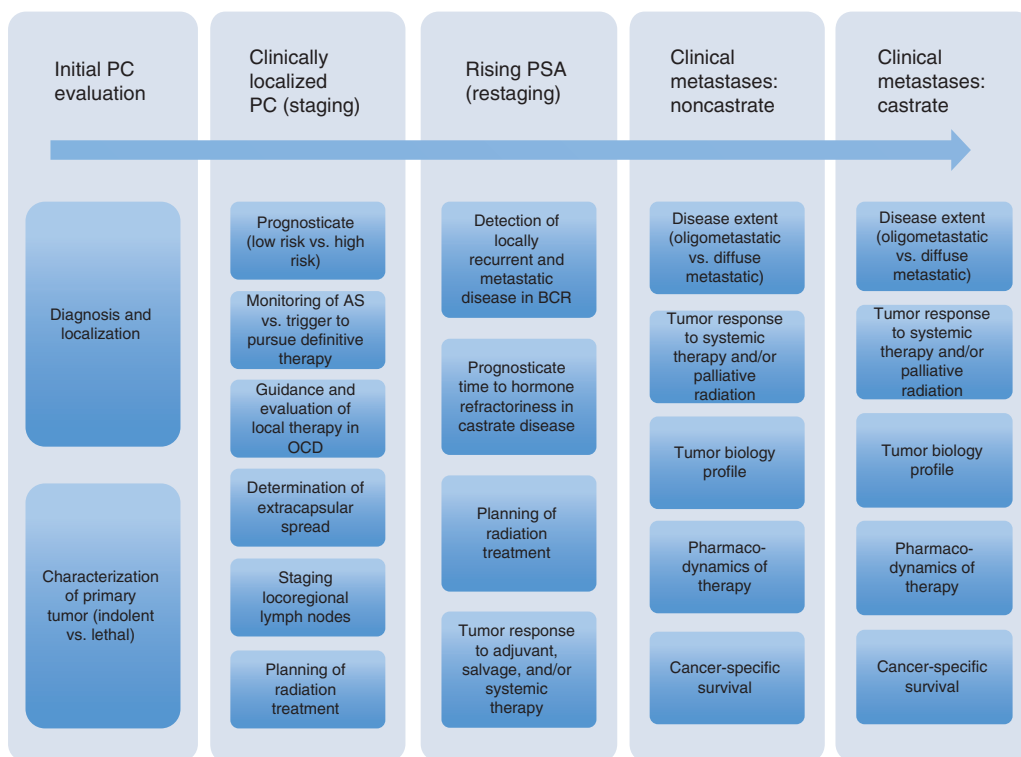 Initial PC
evaluation
Clinically
localized
PC (staging)
Rising PSA
(restaging)
Clinical
metastases:
noncastrate
Clinical
metastases:
castrate
Diagnosis and
localization
Characterization
of primary
tumor (indolent
vs. lethal)
Prognosticate
(low risk vs. high
risk)
Monitoring of AS
vs. trigger to
pursue definitive
therapy
Guidance and
evaluation of
local therapy in
OCD
Determination of
extracapsular
spread
Staging
locoregional
lymph nodes
Planning of
radiation
treatment
Detection of
locally
recurrent and
metastatic
disease in BCR
Prognosticate
time to hormone
refractoriness in
castrate disease
Planning of
radiation
treatment
Tumor response
to adjuvant,
salvage, and/or
systemic
therapy
Disease extent
(oligometastatic
vs. diffuse
metastatic)
Tumor response
to systemic
therapy and/or
palliative
radiation
Tumor biology
profile
Pharmaco-
dynamics of
therapy
Cancer-specific
survival
Disease extent
(oligometastatic
vs. diffuse
metastatic)
Tumor response
to systemic
therapy and/or
palliative
radiation
Tumor biology
profile
Pharmaco-
dynamics of
therapy
Cancer-specific
survival